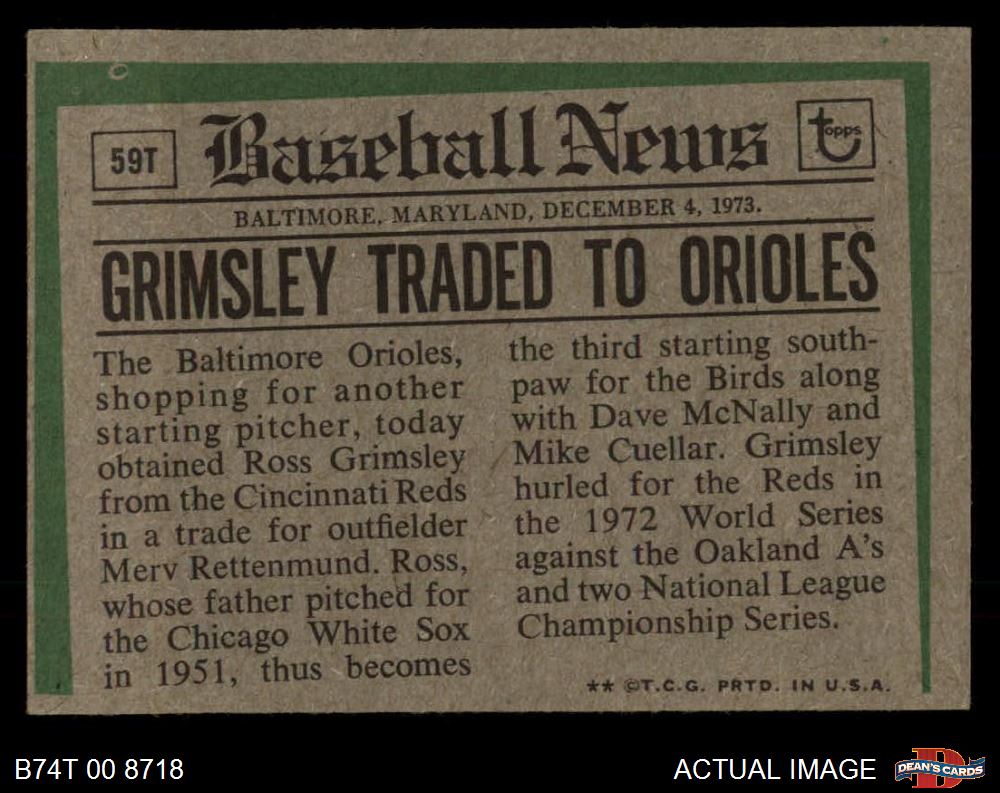 59T
Baseball News
topps
BALTIMORE, MARYLAND, DECEMBER 4, 1973.
GRIMSLEY TRADED TO ORIOLES
The Baltimore Orioles,
shopping for another
starting pitcher, today
obtained Ross Grimsley
from the Cincinnati Reds
in a trade for outfielder
Merv Rettenmund. Ross,
whose father pitched for
the Chicago White Sox
in 1951, thus becomes
the third starting south-
paw for the Birds along
with Dave McNally and
Mike Cuellar. Grimsley
hurled for the Reds in
the 1972 World Series
against the Oakland A's
and two National League
Championship Series.
** ©T.C.G. PRTD. IN U.S.A.
B74T 00 8718
ACTUAL IMAGE
DEAN'S CARDS